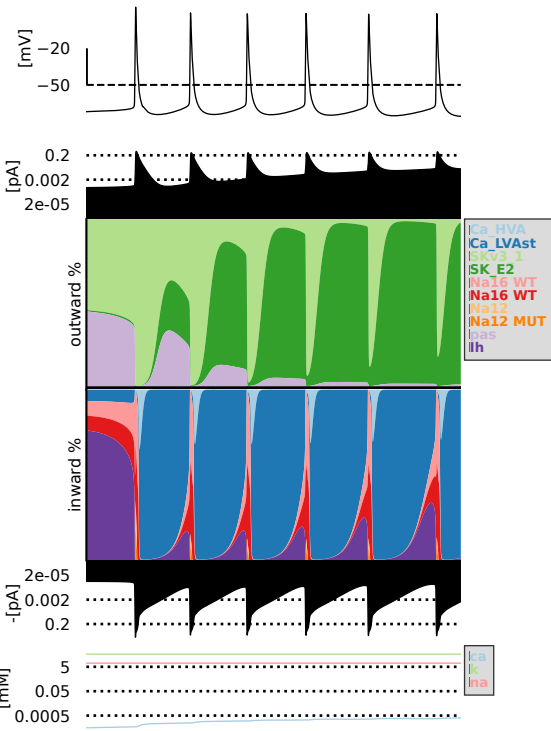 [mV]
−20
−50
[pA]
0.2
0.002
2e-05
outward %
Ca_HVA
Ca_LVAst
SKv3_1
SK_E2
Na16 WT
Na16 WT
Na12
Na12 MUT
pas
Ih
inward %
-[pA]
2e-05
0.002
0.2
[mM]
5
0.05
0.0005
ca
k
na